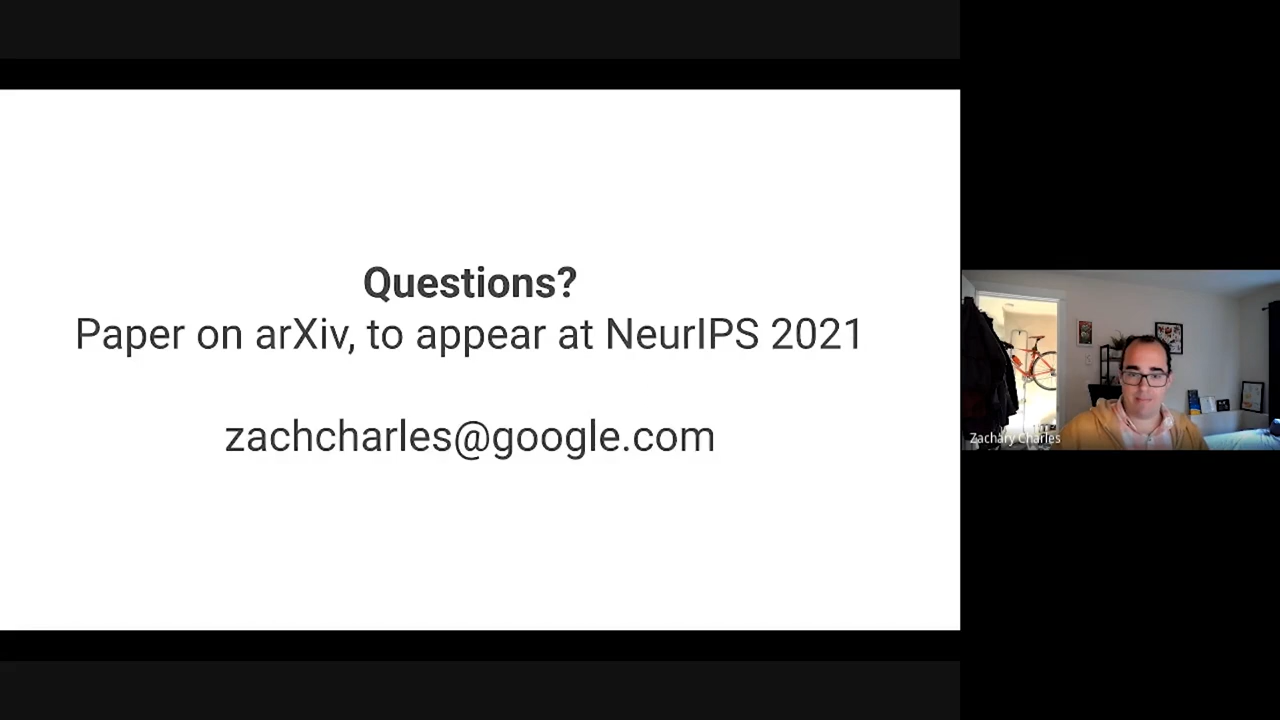 Questions?
Paper on arXiv, to appear at NeurIPS 2021
zachcharles@google.com
Zachary Charles